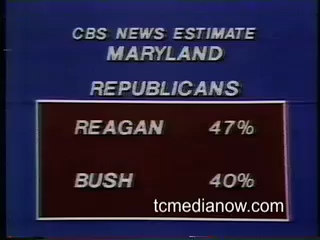 CBS NEWS ESTIMATE
MARYLAND
REPUBLICANS
REAGAN 47%
BUSH 40%
tcmedianow.com